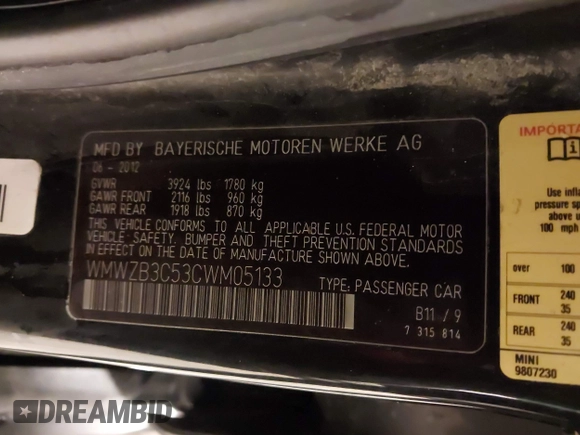 MFD BY BAYERISCHE MOTOREN WERKE AG
06 - 2012
GVWR 3924 lbs 1780 kg
GAWR FRONT 2116 lbs 960 kg
GAWR REAR 1918 lbs 870 kg
THIS VEHICLE CONFORMS TO ALL APPLICABLE U.S. FEDERAL MOTOR
VEHICLE SAFETY, BUMPER AND THEFT PREVENTION STANDARDS
IN EFFECT ON THE DATE OF MANUFACTURE SHOWN ABOVE.
WMWZB3C53CWM05133
TYPE: PASSENGER CAR
B11 / 9
7 315 814
Use infl
pressure sp
about u
100 mph
over 100
FRONT 240
35
REAR 240
35
MINI
9807230
DREAMBID